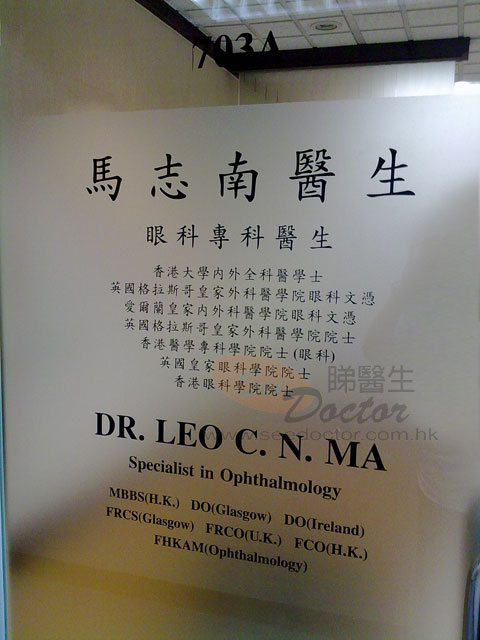 703A
馬志南醫生
眼科專科醫生
香港大學內外全科醫學士
英國格拉斯哥皇家外科醫學院眼科文憑
愛爾蘭皇家內外科醫學院眼科文憑
英國格拉斯哥皇家外科醫學院院士
香港醫學專科學院院士(眼科)
英國皇家眼科學院院士
香港眼科學院院士
睇醫生
Doctor
www.seedoctor.com.hk
DR. LEO C. N. MA
Specialist in Ophthalmology
MBBS(H.K.) DO(Glasgow) DO(Ireland)
FRCS(Glasgow) FRCO(U.K.) FCO(H.K.)
FHKAM(Ophthalmology)